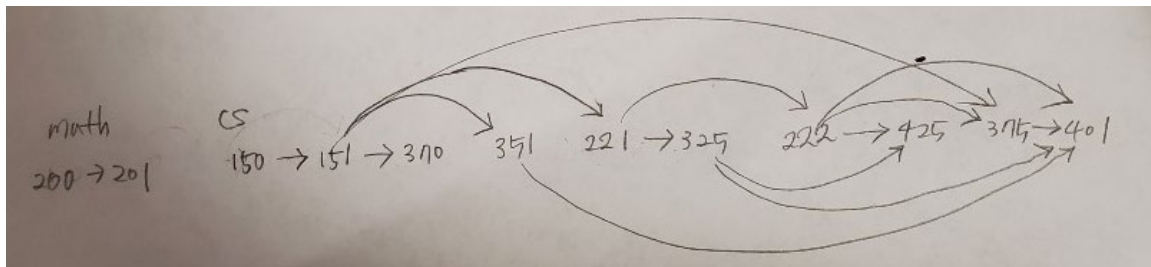 math
200 → 201
CS
150 → 151 → 370
351
221 → 325
222 → 425
375 → 401